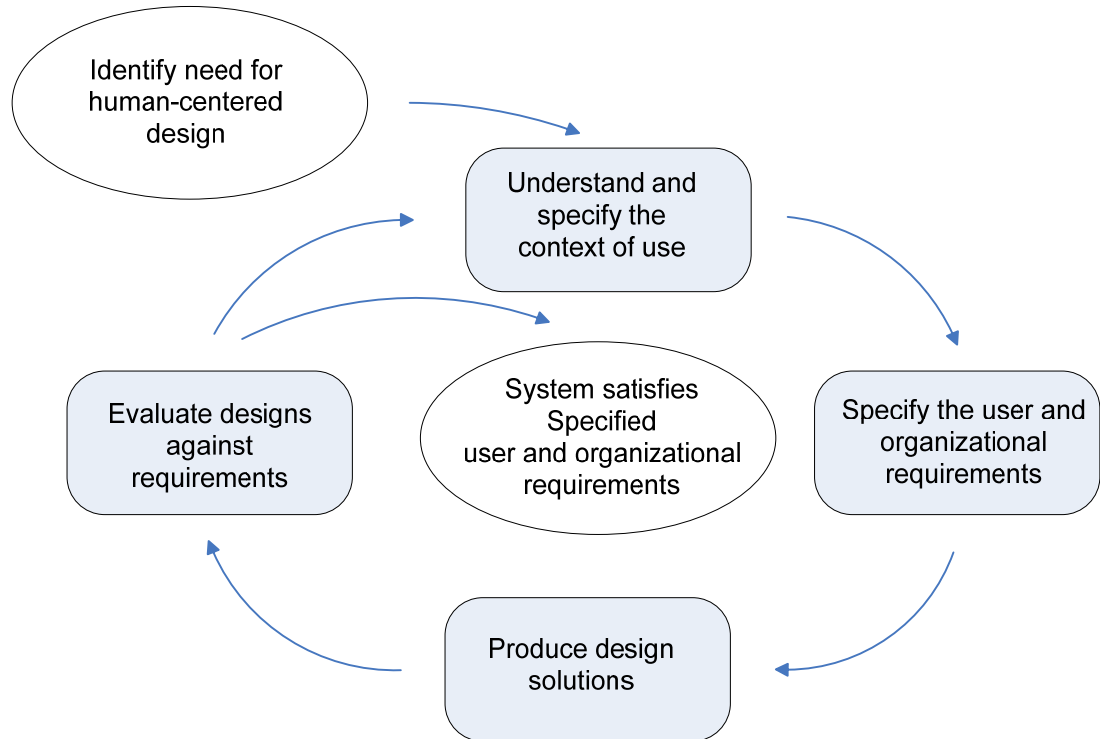 Identify need for
human-centered
design
Understand and
specify the
context of use
Evaluate designs
against
requirements
System satisfies
Specified
user and organizational
requirements
Specify the user and
organizational
requirements
Produce design
solutions